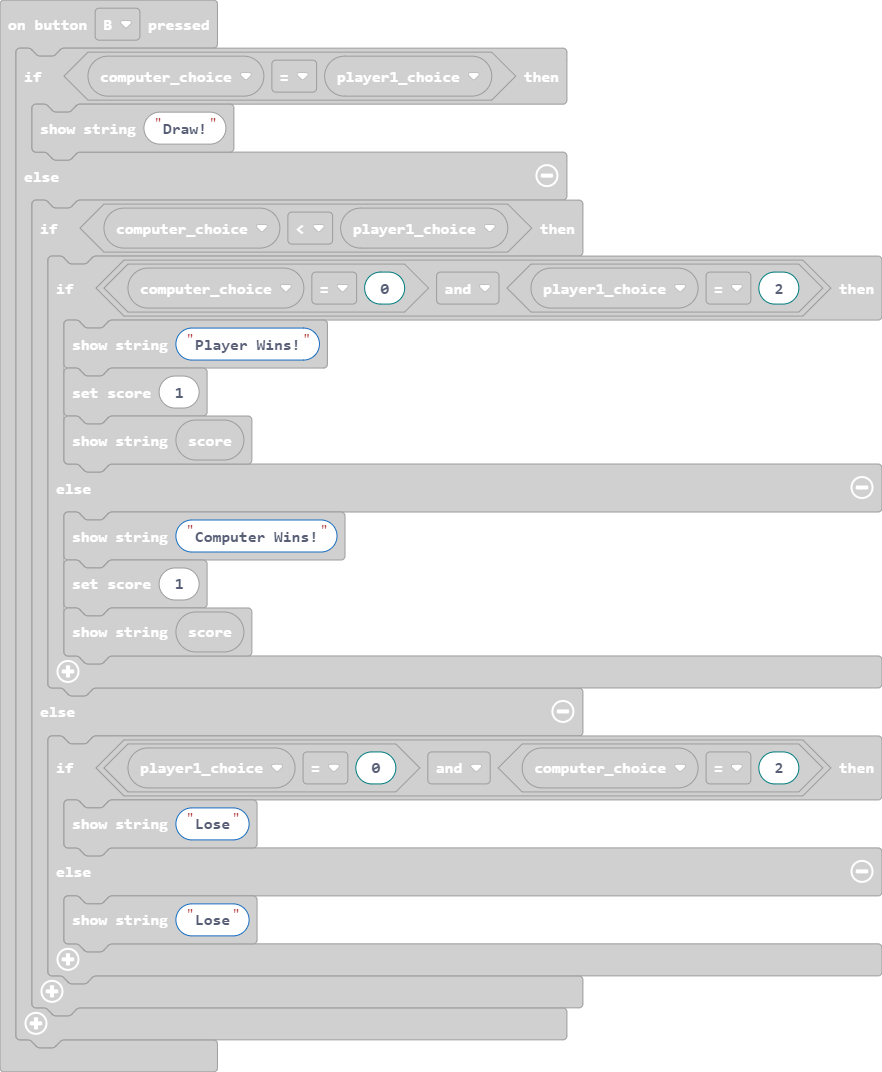 on button B pressed
if computer_choice = player1_choice then
show string "Draw!"
else
if computer_choice < player1_choice then
if computer_choice = 0 and player1_choice = 2 then
show string "Player Wins!"
set score 1
show string score
else
show string "Computer Wins!"
set score 1
show string score
else
if player1_choice = 0 and computer_choice = 2 then
show string "Lose"
else
show string "Lose"